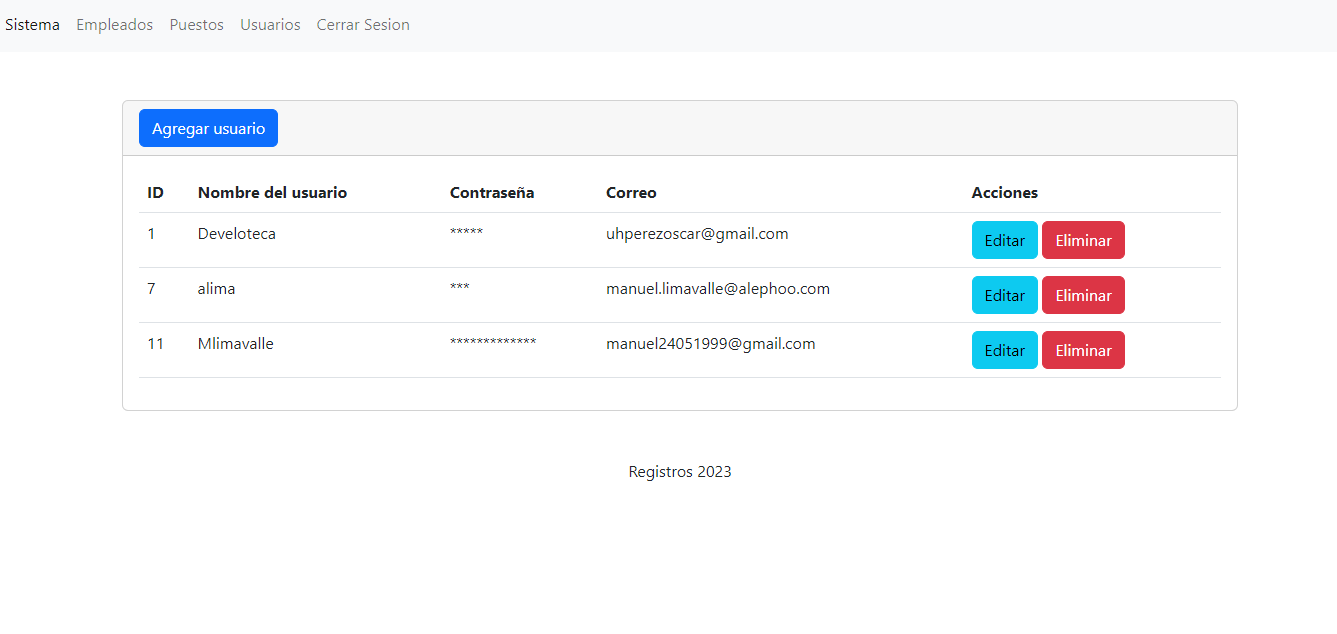 Sistema Empleados Puestos Usuarios Cerrar Sesion
Agregar usuario
ID Nombre del usuario Contraseña Correo Acciones
1 Develoteca ***** uhperezoscar@gmail.com Editar Eliminar
7 alima *** manuel.limavalle@alephoo.com Editar Eliminar
11 Mlimavalle ************* manuel24051999@gmail.com Editar Eliminar
Registros 2023